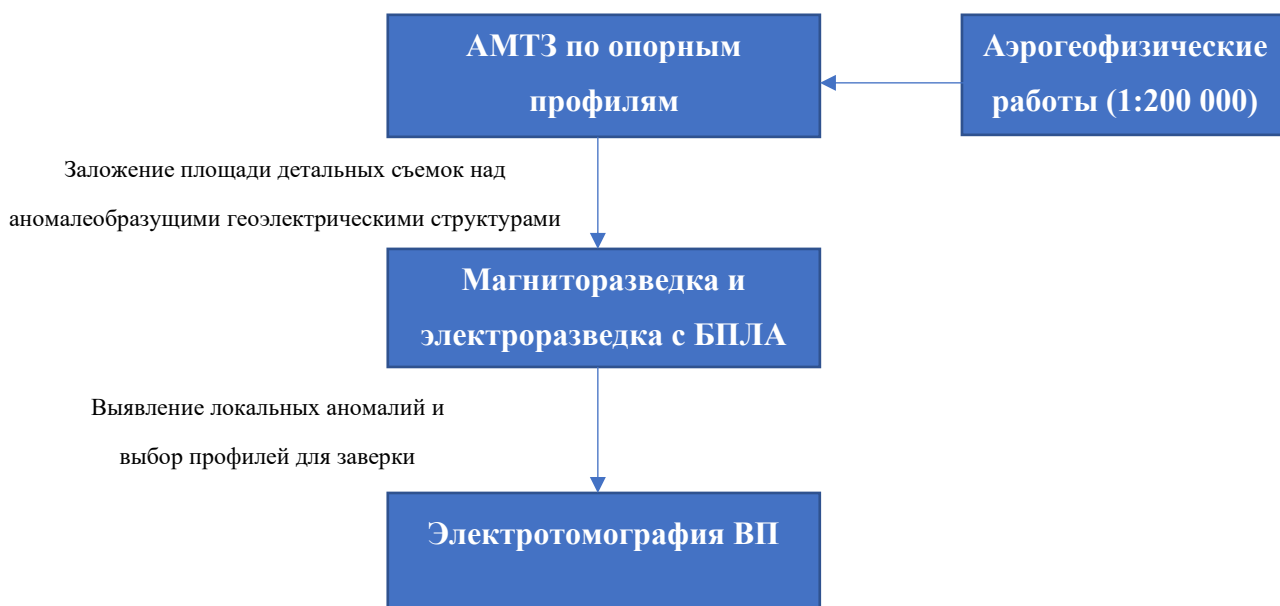 АМТЗ по опорным
профилям
Аэрогеофизические
работы (1:200 000)
Заложение площади детальных съемок над
аномалеобразущими геоэлектрическими структурами
Магниторазведка и
электроразведка с БПЛА
Выявление локальных аномалий и
выбор профилей для заверки
Электротомография ВП